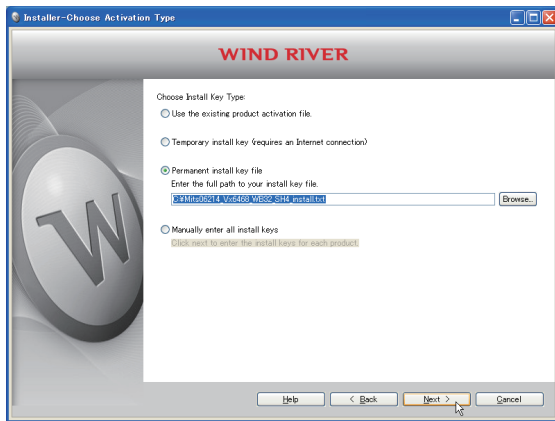 Installer-Choose Activation Type
WIND RIVER
Choose Install Key Type:
Use the existing product activation file.
Temporary install key (requires an Internet connection)
Permanent install key file
Enter the full path to your install key file.
C:¥Mits06214_Vx6468_WB32_SH4_install.txt
Browse...
Manually enter all install keys
Click next to enter the install keys for each product.
Help < Back Next > Cancel